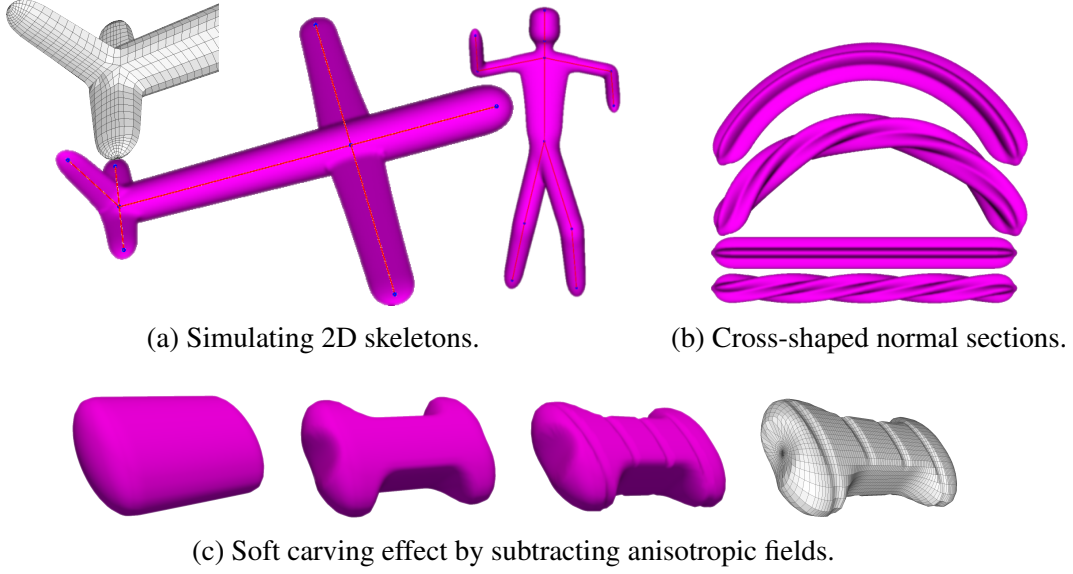 (a) Simulating 2D skeletons.
(b) Cross-shaped normal sections.
(c) Soft carving effect by subtracting anisotropic fields.